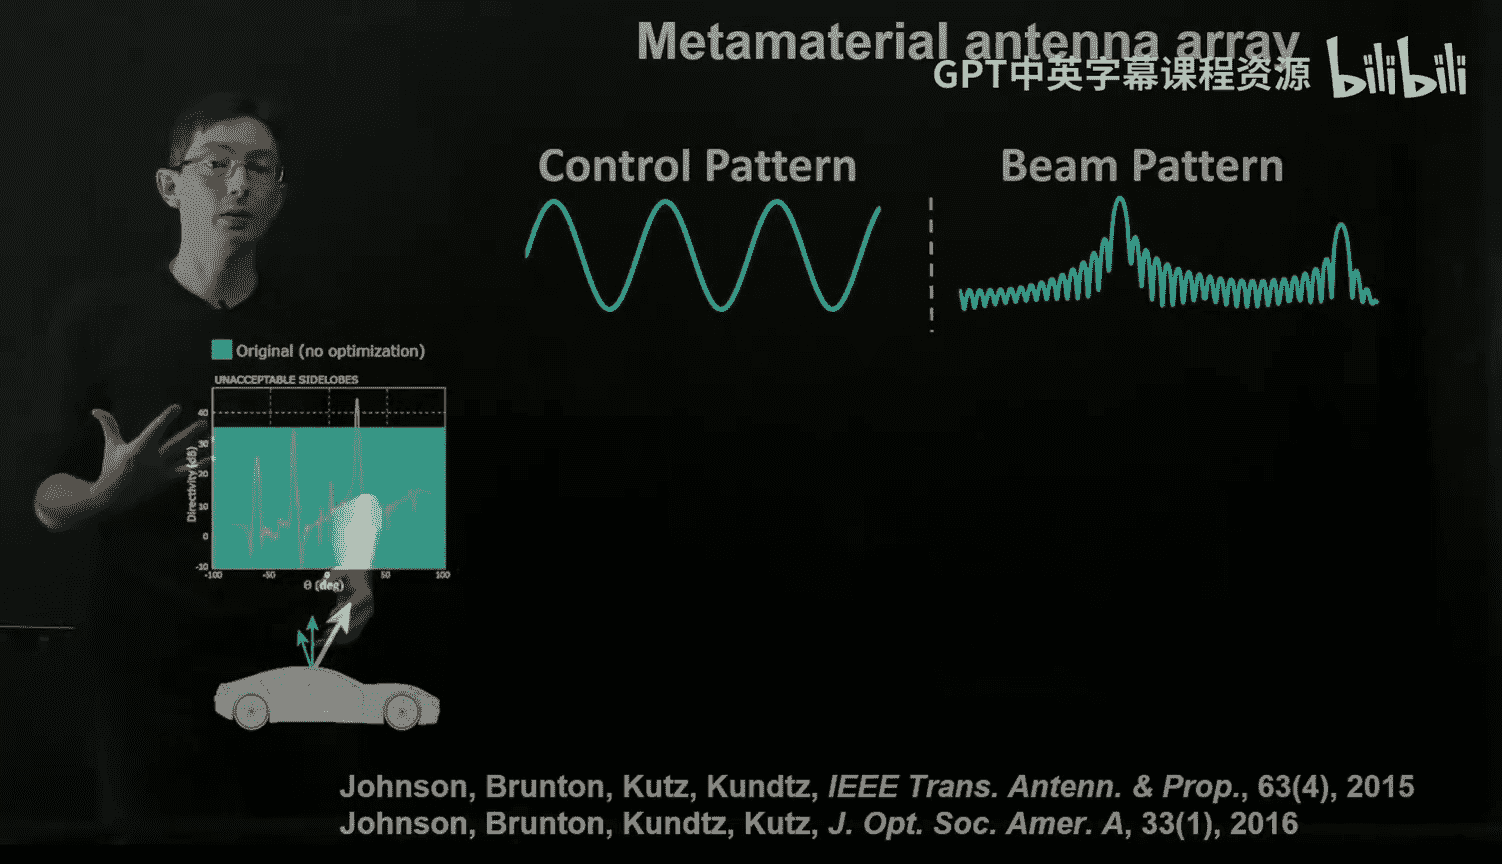 Metamaterial antenna array
GPT中英字幕课程资源 bilibili
Control Pattern
Beam Pattern
Original (no optimization)
UNACCEPTABLE SIDELOBES
Directivity (dB)
40
30
20
10
0
-10
-100
-50
0
50
100
Θ (deg)
Johnson, Brunton, Kutz, Kundtz, IEEE Trans. Antenn. & Prop., 63(4), 2015
Johnson, Brunton, Kundtz, Kutz, J. Opt. Soc. Amer. A, 33(1), 2016